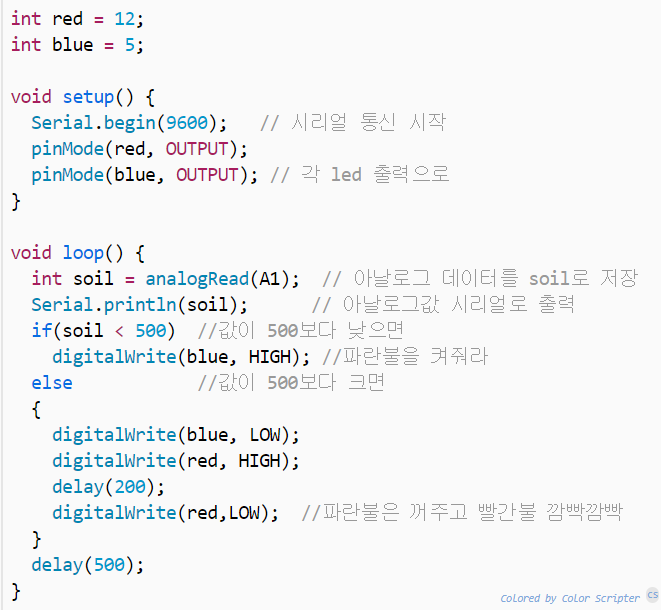 int red = 12;
int blue = 5;
void setup() {
  Serial.begin(9600);   // 시리얼 통신 시작
  pinMode(red, OUTPUT);
  pinMode(blue, OUTPUT); // 각 led 출력으로
}
void loop() {
  int soil = analogRead(A1);  // 아날로그 데이터를 soil로 저장
  Serial.println(soil);      // 아날로그값 시리얼로 출력
  if(soil < 500)  //값이 500보다 낮으면
    digitalWrite(blue, HIGH); //파란불을 켜줘라
  else            //값이 500보다 크면
  {
    digitalWrite(blue, LOW);
    digitalWrite(red, HIGH);
    delay(200);
    digitalWrite(red,LOW);  //파란불은 꺼주고 빨간불 깜빡깜빡
  }
  delay(500);
}
Colored by Color Scripter cs